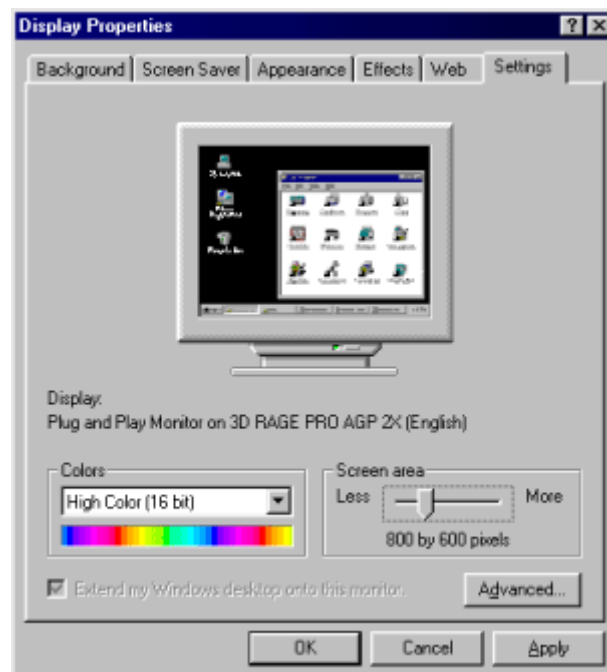 Display Properties
Background Screen Saver Appearance Effects Web Settings
Display:
Plug and Play Monitor on 3D RAGE PRO AGP 2X (English)
Colors
High Color (16 bit)
Screen area
Less More
800 by 600 pixels
Extend my Windows desktop onto this monitor.
Advanced...
OK Cancel Apply